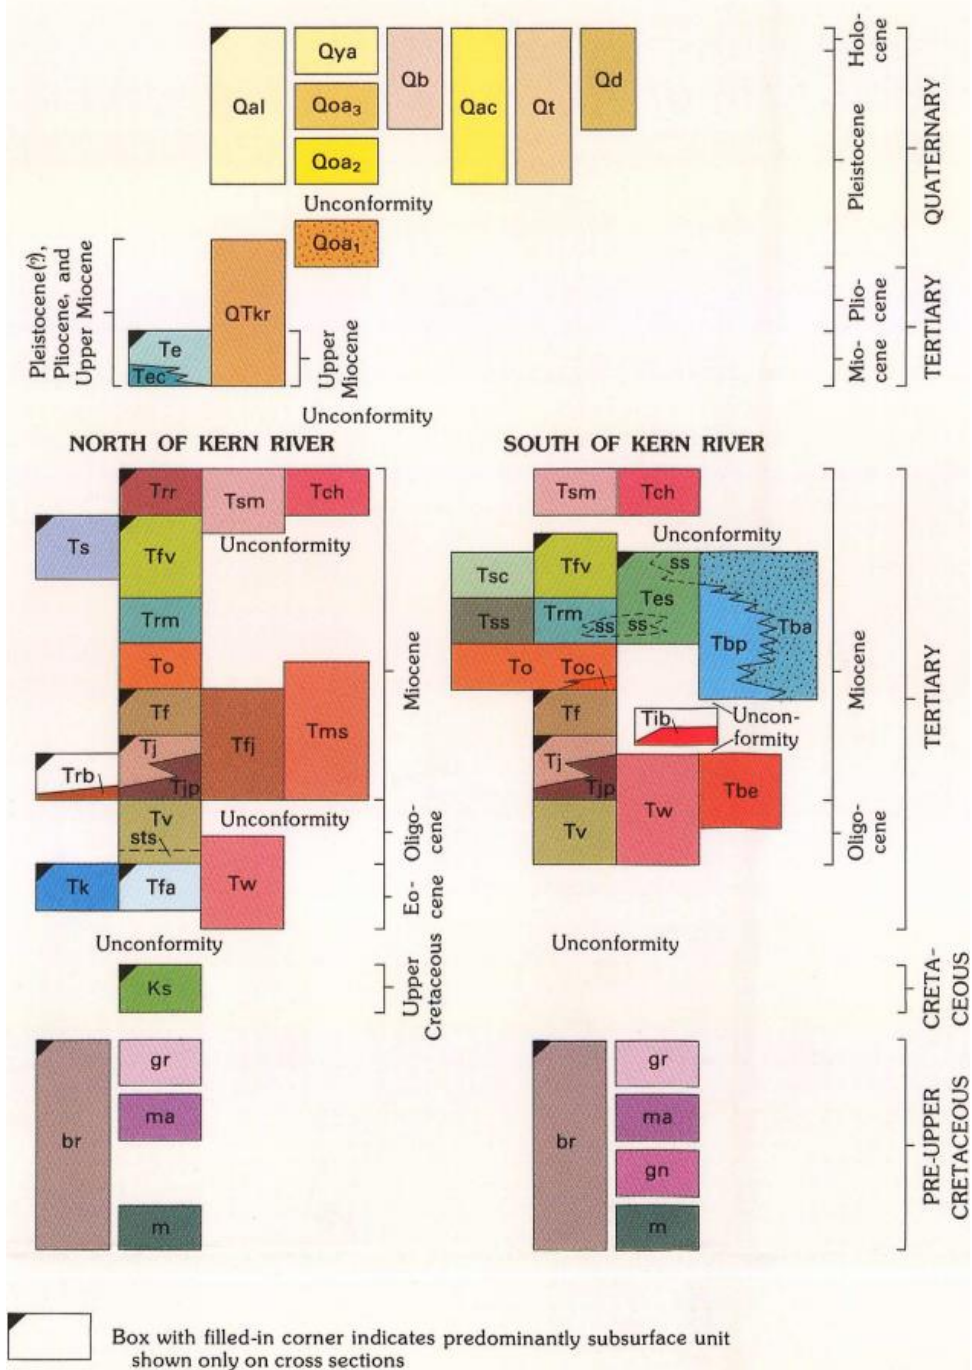 Qal
Qya
Qoa3
Qoa2
Qb
Qac
Qt
Qd
Unconformity
Qoa1
Holo-
cene
Pleistocene
QUATERNARY
Plio-
cene
Mio-
cene
TERTIARY
Pleistocene(?),
Pliocene, and
Upper Miocene
QTkr
Te
Tec
Upper
Miocene
Unconformity
NORTH OF KERN RIVER
Trr
Tsm
Tch
Ts
Tfv
Unconformity
Trm
To
Tf
Tfj
Tms
Trb
Tj
Tjp
Tv
sts
Unconformity
Tk
Tfa
Tw
Unconformity
Ks
br
gr
ma
m
Miocene
Oligo-
cene
Eo-
cene
Upper
Cretaceous
SOUTH OF KERN RIVER
Tsm
Tch
Unconformity
Tsc
Tfv
ss
Tes
Tss
Trm
ss
ss
Tbp
Tba
To
Toc
Tf
Tib
Uncon-
formity
Tj
Tjp
Tw
Tbe
Tv
Unconformity
br
gr
ma
gn
m
Miocene
Oligo-
cene
TERTIARY
CRETA-
CEOUS
PRE-UPPER
CRETACEOUS
Box with filled-in corner indicates predominantly subsurface unit
shown only on cross sections